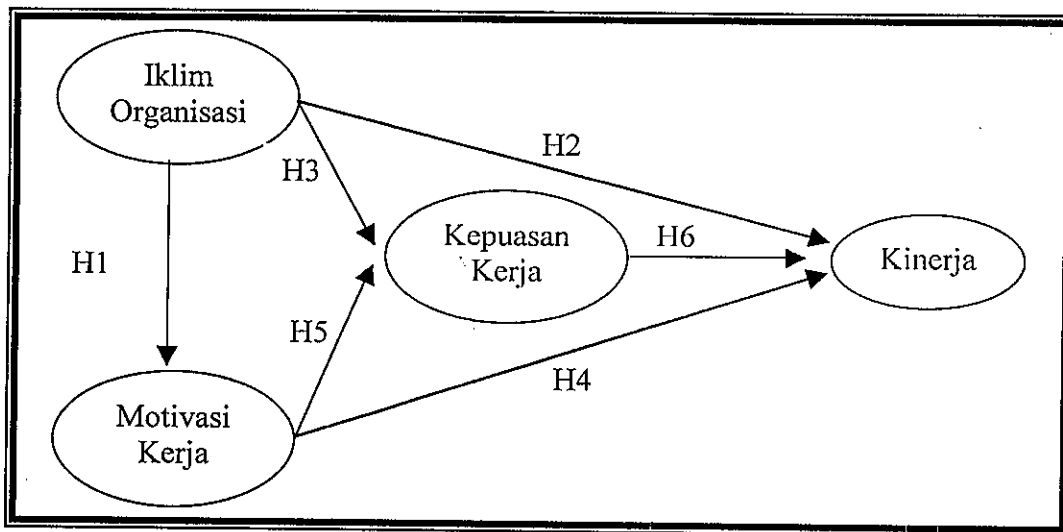 Iklim
Organisasi
H2
H3
Kepuasan
Kerja
H6
Kinerja
H1
H5
H4
Motivasi
Kerja